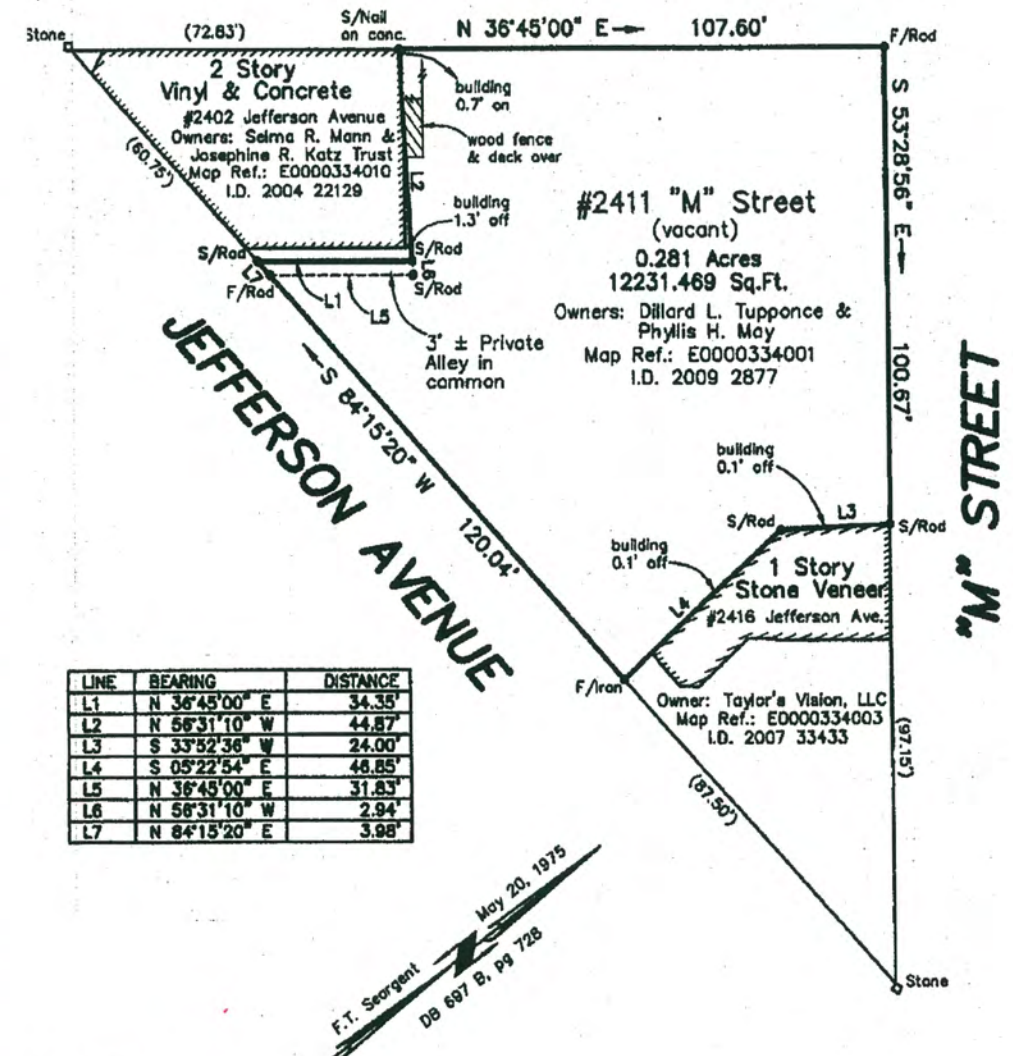 Stone
(72.83')
S/Nail
on conc.
N 36°45'00" E
107.60'
F/Rod
2 Story
Vinyl & Concrete
#2402 Jefferson Avenue
Owners: Selma R. Mann &
Josephine R. Katz Trust
Map Ref.: E0000334010
I.D. 2004 22129
(60.75')
building
0.7' on
wood fence
& deck over
L2
building
1.3' off
S 53°28'56" E
100.67'
#2411 "M" Street
(vacant)
0.281 Acres
12231.469 Sq.Ft.
Owners: Dillard L. Tupponce &
Phyllis H. May
Map Ref.: E0000334001
I.D. 2009 2877
S/Rod
S/Rod
L7
L6
F/Rod
S/Rod
L1
L5
3' ± Private
Alley in
common
S 84°15'20" W
120.04'
JEFFERSON AVENUE
"M" STREET
building
0.1' off
S/Rod
L3
S/Rod
building
0.1' off
L4
1 Story
Stone Veneer
#2416 Jefferson Ave.
F/Iron
Owner: Taylor's Vision, LLC
Map Ref.: E0000334003
I.D. 2007 33433
(97.15')
(87.50')
Stone
LINE BEARING DISTANCE
L1 N 36°45'00" E 34.35'
L2 N 56°31'10" W 44.87'
L3 S 33°52'36" W 24.00'
L4 S 05°22'54" E 46.85'
L5 N 36°45'00" E 31.83'
L6 N 56°31'10" W 2.94'
L7 N 84°15'20" E 3.98'
F.T. Seargent May 20, 1975
DB 697 B, pg 728